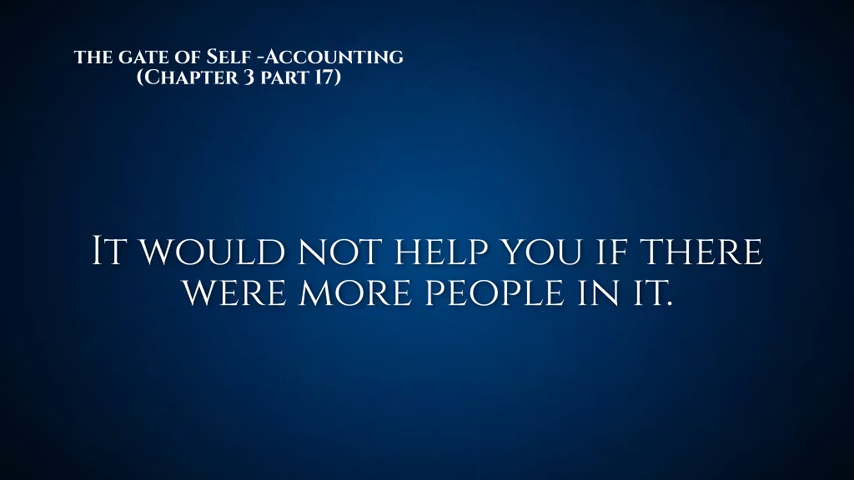 the gate of Self -Accounting
(Chapter 3 part 17)
It would not help you if there
were more people in it.